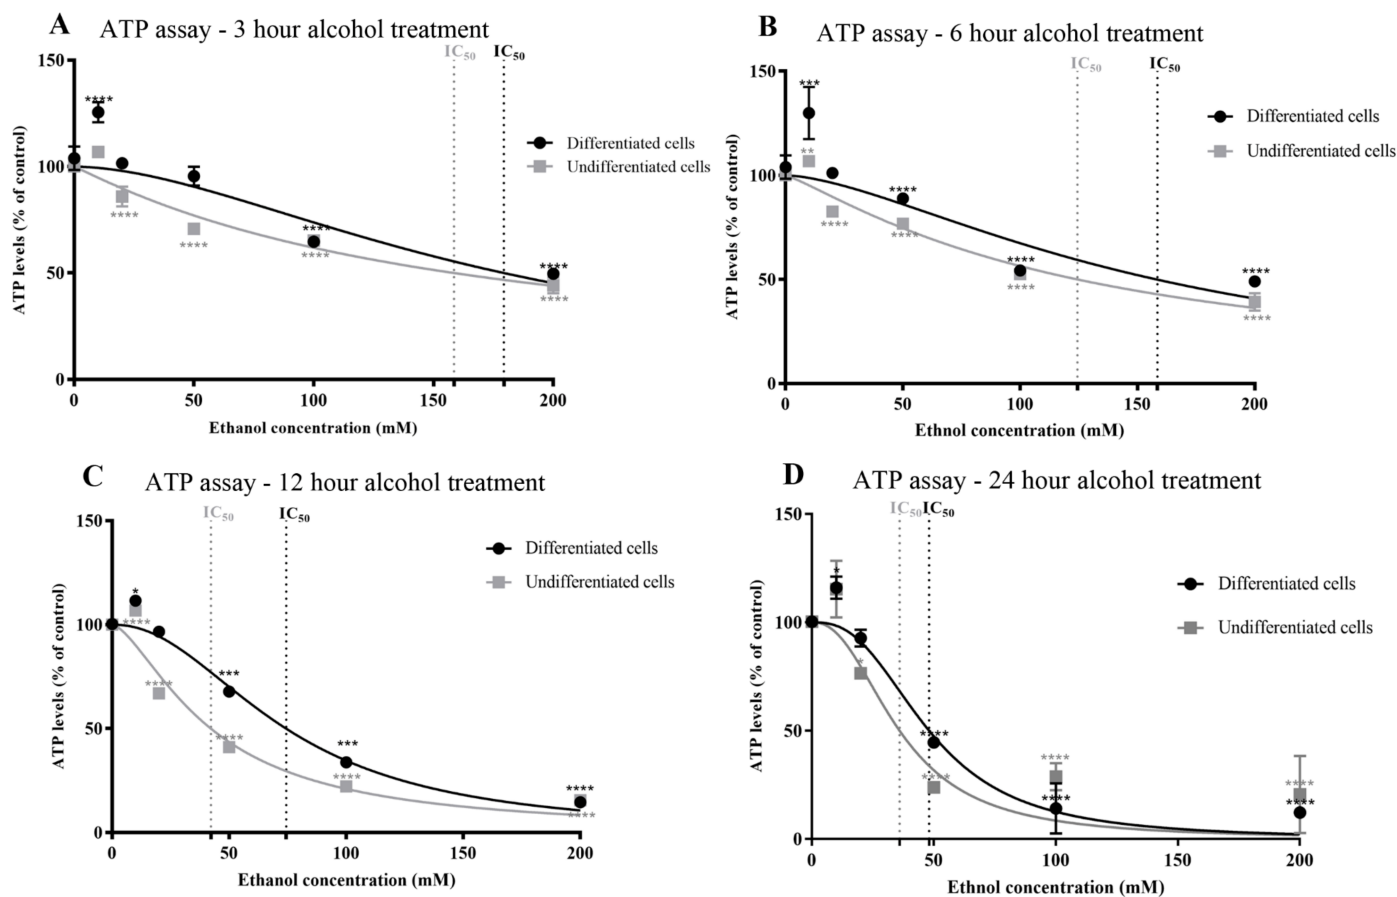 A
ATP assay - 3 hour alcohol treatment
IC50 IC50
150
100
50
0
ATP levels (% of control)
****
****
****
****
****
****
****
0 50 100 150 200
Ethanol concentration (mM)
Differentiated cells
Undifferentiated cells
B
ATP assay - 6 hour alcohol treatment
IC50 IC50
150
100
50
0
ATP levels (% of control)
***
**
****
****
****
****
****
****
****
0 50 100 150 200
Ethnol concentration (mM)
Differentiated cells
Undifferentiated cells
C
ATP assay - 12 hour alcohol treatment
IC50 IC50
150
100
50
0
ATP levels (% of control)
*
****
****
***
****
***
****
****
****
0 50 100 150 200
Ethanol concentration (mM)
Differentiated cells
Undifferentiated cells
D
ATP assay - 24 hour alcohol treatment
IC50 IC50
150
100
50
0
ATP levels (% of control)
*
*
****
****
****
****
****
****
0 50 100 150 200
Ethnol concentration (mM)
Differentiated cells
Undifferentiated cells